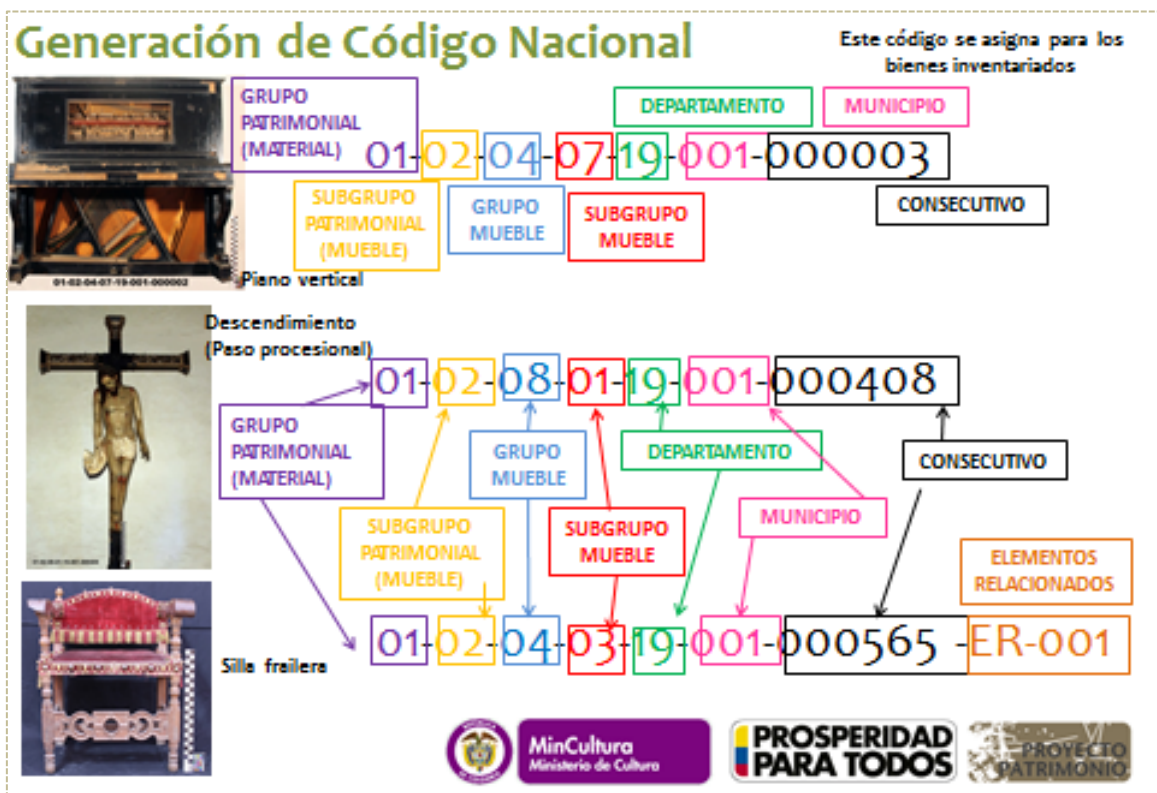 Generación de Código Nacional
Este código se asigna para los
bienes inventariados
GRUPO
PATRIMONIAL
(MATERIAL)
DEPARTAMENTO
MUNICIPIO
01-02-04-07-19-001-000003
SUBGRUPO
PATRIMONIAL
(MUEBLE)
GRUPO
MUEBLE
SUBGRUPO
MUEBLE
CONSECUTIVO
01-02-04-07-19-001-000002
Piano vertical
Descendimiento
(Paso procesional)
01-02-08-01-19-001-000408
GRUPO
PATRIMONIAL
(MATERIAL)
GRUPO
MUEBLE
DEPARTAMENTO
CONSECUTIVO
SUBGRUPO
PATRIMONIAL
(MUEBLE)
SUBGRUPO
MUEBLE
MUNICIPIO
ELEMENTOS
RELACIONADOS
01-02-04-03-19-001-000565 -ER-001
Silla frailera
MinCultura
Ministerio de Cultura
PROSPERIDAD
PARA TODOS
PROYECTO
PATRIMONIO